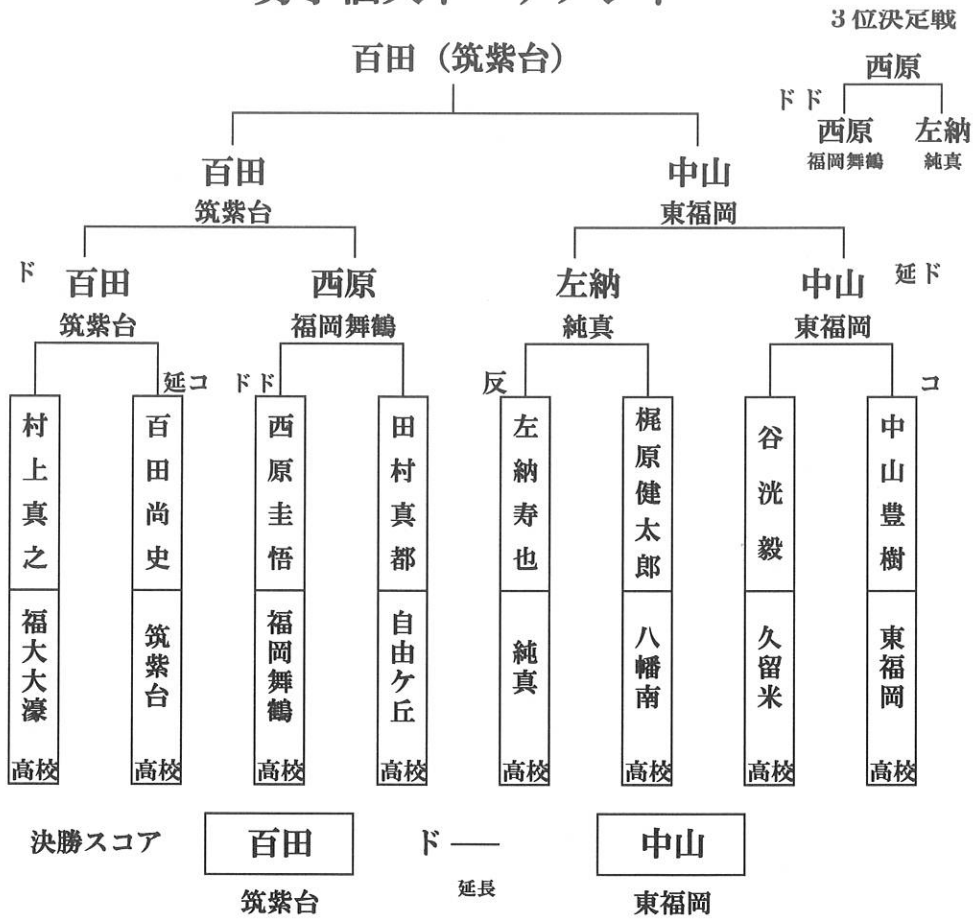 3位決定戦
百田（筑紫台）
西原
ドド
西原 左納
福岡舞鶴 純真
百田 中山
筑紫台 東福岡
ド 百田 西原 左納 中山 延ド
筑紫台 福岡舞鶴 純真 東福岡
延コ ドド 反 コ
村上真之
福大大濠
高校
百田尚史
筑紫台
高校
西原圭悟
福岡舞鶴
高校
田村真都
自由ケ丘
高校
左納寿也
純真
高校
梶原健太郎
八幡南
高校
谷洸毅
久留米
高校
中山豊樹
東福岡
高校
決勝スコア 百田 ド ── 中山
筑紫台 延長 東福岡